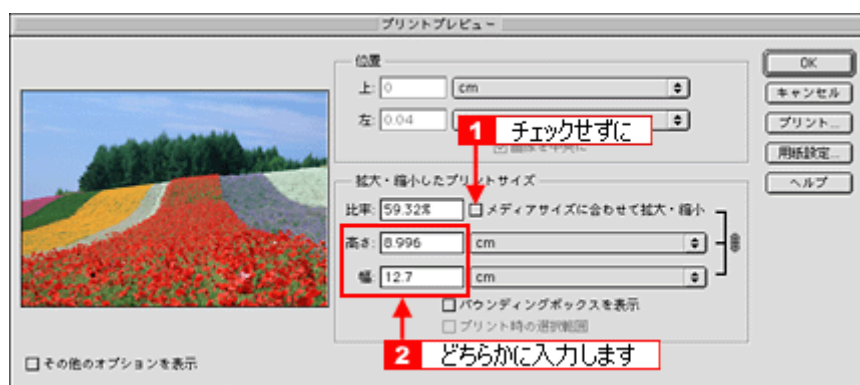 プリントプレビュー
位置
上: 0 cm
左: 0.04
1 チェックせずに
拡大・縮小したプリントサイズ
比率: 59.32% メディアサイズに合わせて拡大・縮小
高さ: 8.996 cm
幅: 12.7 cm
バウンディングボックスを表示
プリント時の選択範囲
2 どちらかに入力します
その他のオプションを表示
OK
キャンセル
プリント...
用紙設定...
ヘルプ